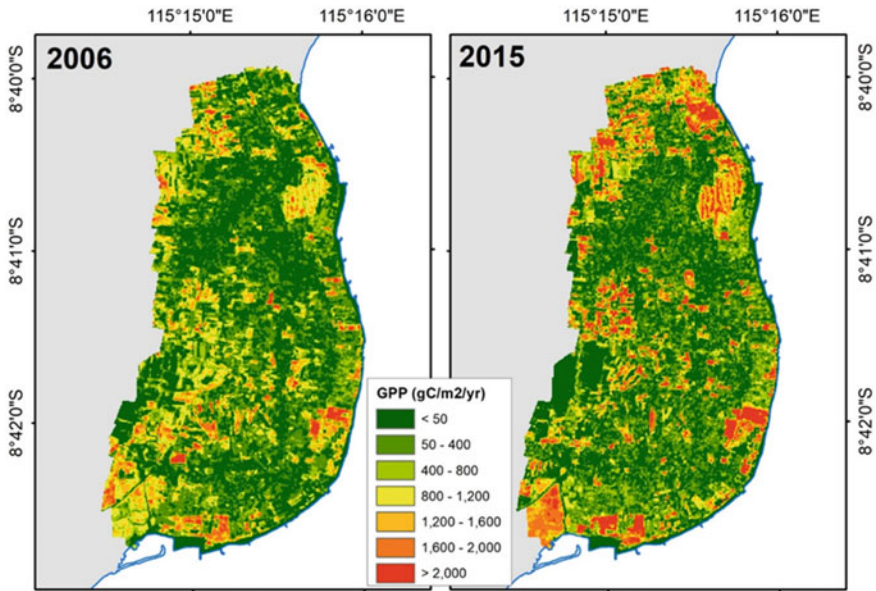 115°15'0"E 115°16'0"E 115°15'0"E 115°16'0"E
2006 2015
8°40'0"S 8°40'0"S
8°41'0"S 8°41'0"S
8°42'0"S 8°42'0"S
GPP (gC/m2/yr)
< 50
50 - 400
400 - 800
800 - 1,200
1,200 - 1,600
1,600 - 2,000
> 2,000